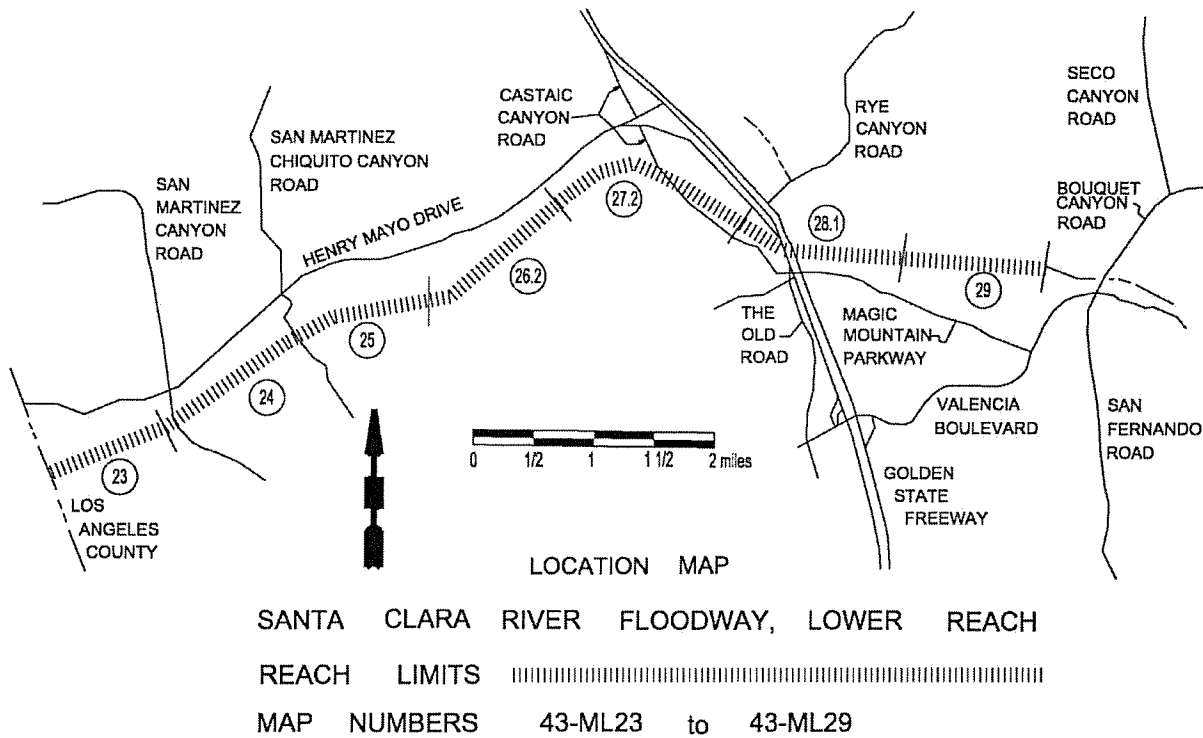 CASTAIC
CANYON
ROAD
RYE
CANYON
ROAD
SECO
CANYON
ROAD
SAN MARTINEZ
CHIQUITO CANYON
ROAD
SAN
MARTINEZ
CANYON
ROAD
BOUQUET
CANYON
ROAD
HENRY MAYO DRIVE
27.2
28.1
26.2
29
25
24
23
THE
OLD
ROAD
MAGIC
MOUNTAIN
PARKWAY
VALENCIA
BOULEVARD
SAN
FERNANDO
ROAD
GOLDEN
STATE
FREEWAY
0 1/2 1 1 1/2 2 miles
LOS
ANGELES
COUNTY
LOCATION MAP
SANTA CLARA RIVER FLOODWAY, LOWER REACH
REACH LIMITS
MAP NUMBERS 43-ML23 to 43-ML29